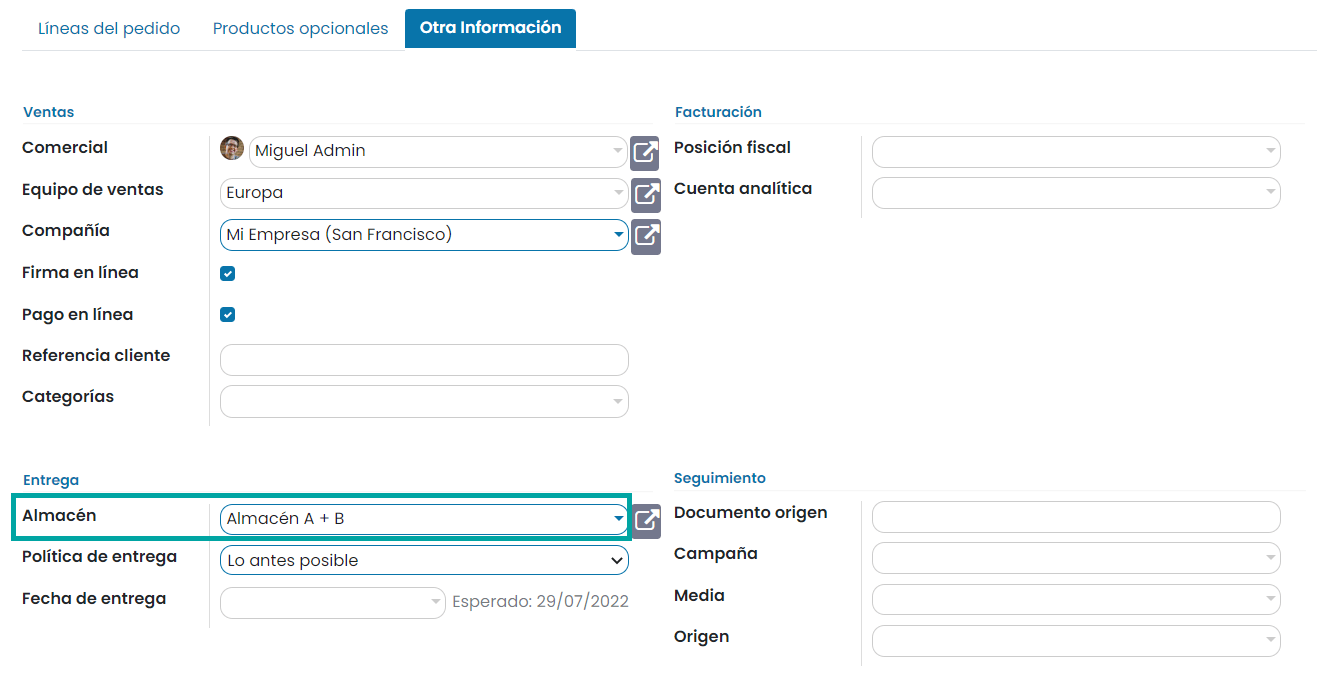 Líneas del pedido Productos opcionales Otra Información
Ventas
Comercial Miguel Admin
Equipo de ventas Europa
Compañía Mi Empresa (San Francisco)
Firma en línea
Pago en línea
Referencia cliente
Categorías
Facturación
Posición fiscal
Cuenta analítica
Entrega
Almacén Almacén A + B
Política de entrega Lo antes posible
Fecha de entrega Esperado: 29/07/2022
Seguimiento
Documento origen
Campaña
Media
Origen